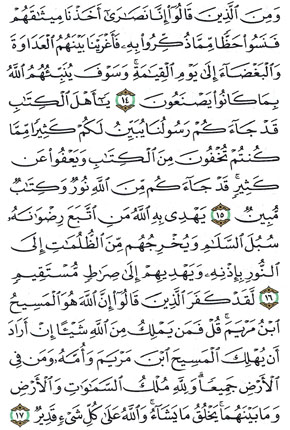 وَمِنَ ٱلَّذِينَ قَالُوٓا۟ إِنَّا نَصَـٰرَىٰٓ أَخَذْنَا مِيثَـٰقَهُمْ
فَنَسُوا۟ حَظًّا مِّمَّا ذُكِّرُوا۟ بِهِۦ فَأَغْرَيْنَا بَيْنَهُمُ ٱلْعَدَاوَةَ
وَٱلْبَغْضَآءَ إِلَىٰ يَوْمِ ٱلْقِيَـٰمَةِ ۚ وَسَوْفَ يُنَبِّئُهُمُ ٱللَّهُ
بِمَا كَانُوا۟ يَصْنَعُونَ ١٤ يَـٰٓأَهْلَ ٱلْكِتَـٰبِ
قَدْ جَآءَكُمْ رَسُولُنَا يُبَيِّنُ لَكُمْ كَثِيرًا مِّمَّا
كُنتُمْ تُخْفُونَ مِنَ ٱلْكِتَـٰبِ وَيَعْفُوا۟ عَن
كَثِيرٍ ۚ قَدْ جَآءَكُم مِّنَ ٱللَّهِ نُورٌ وَكِتَـٰبٌ
مُّبِينٌ ١٥ يَهْدِى بِهِ ٱللَّهُ مَنِ ٱتَّبَعَ رِضْوَٰنَهُۥ
سُبُلَ ٱلسَّلَـٰمِ وَيُخْرِجُهُم مِّنَ ٱلظُّلُمَـٰتِ إِلَى
ٱلنُّورِ بِإِذْنِهِۦ وَيَهْدِيهِمْ إِلَىٰ صِرَٰطٍ مُّسْتَقِيمٍ
١٦ لَّقَدْ كَفَرَ ٱلَّذِينَ قَالُوٓا۟ إِنَّ ٱللَّهَ هُوَ ٱلْمَسِيحُ
ٱبْنُ مَرْيَمَ ۚ قُلْ فَمَن يَمْلِكُ مِنَ ٱللَّهِ شَيْـًٔا إِنْ أَرَادَ
أَن يُهْلِكَ ٱلْمَسِيحَ ٱبْنَ مَرْيَمَ وَأُمَّهُۥ وَمَن فِى
ٱلْأَرْضِ جَمِيعًا ۗ وَلِلَّهِ مُلْكُ ٱلسَّمَـٰوَٰتِ وَٱلْأَرْضِ
وَمَا بَيْنَهُمَا ۚ يَخْلُقُ مَا يَشَآءُ ۚ وَٱللَّهُ عَلَىٰ كُلِّ شَىْءٍ قَدِيرٌ ١٧